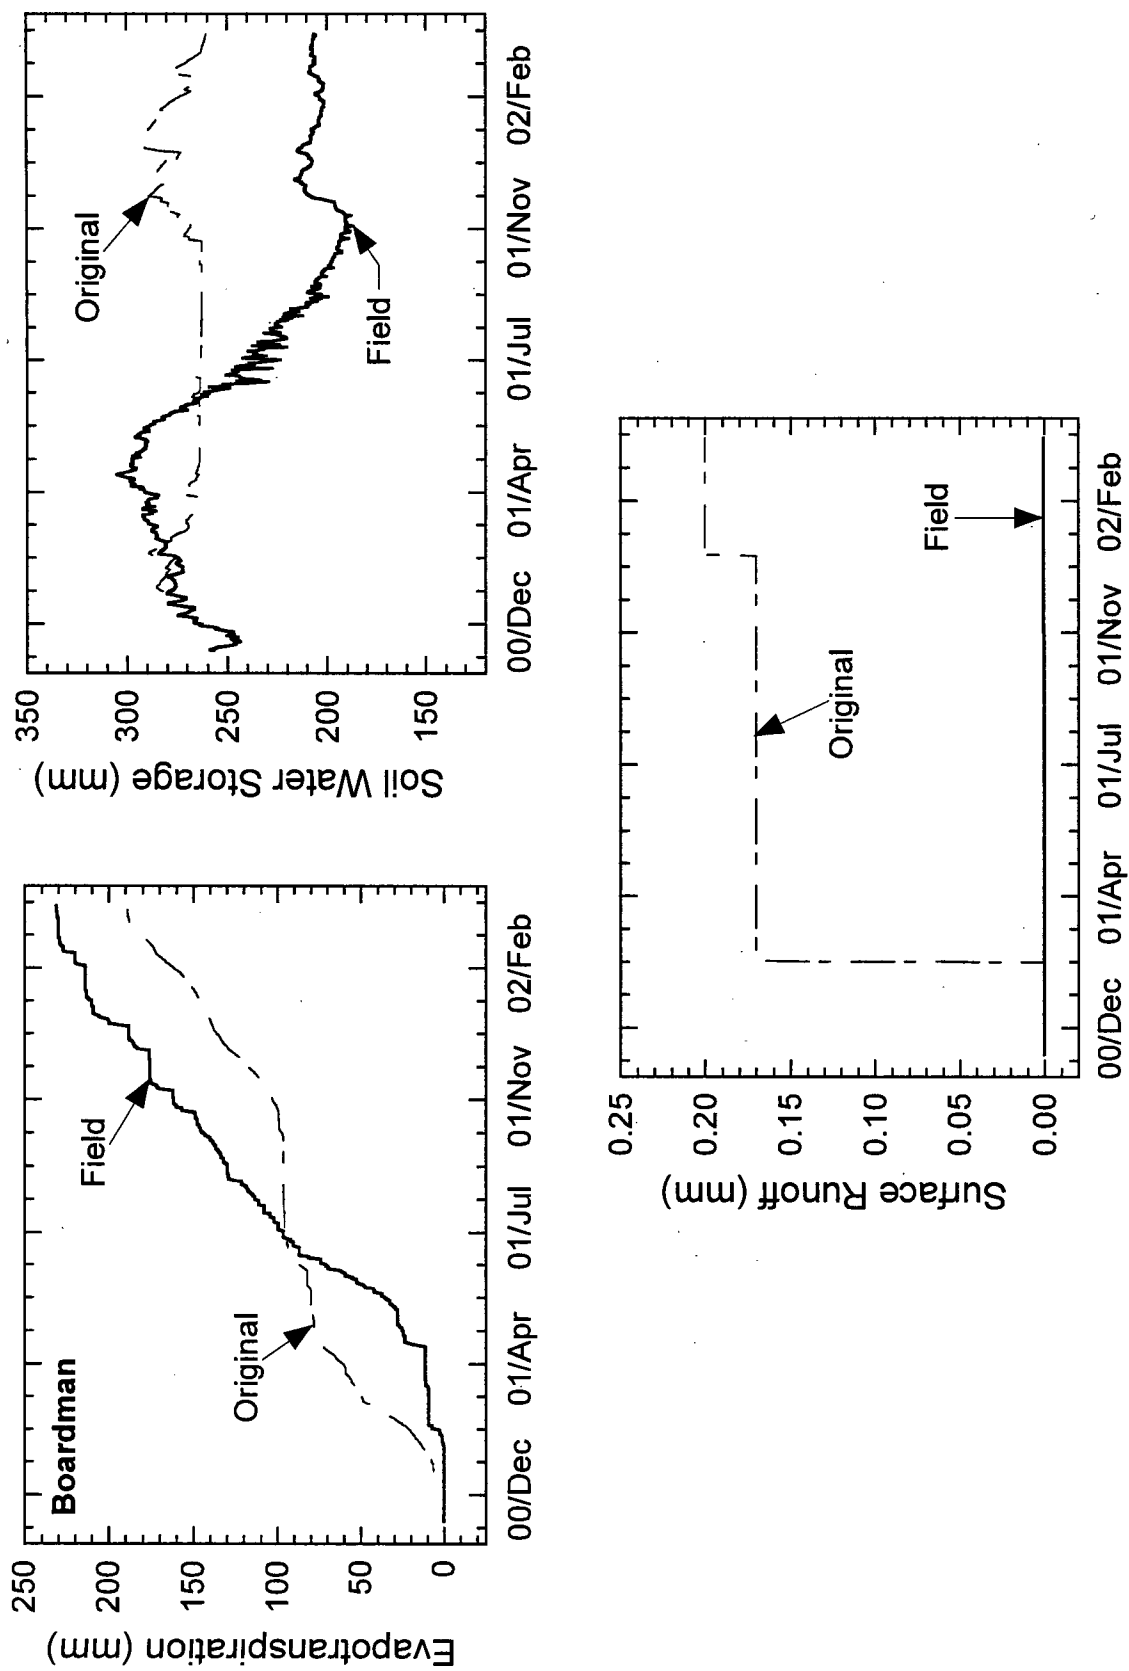 Boardman
Evapotranspiration (mm)
250
200
150
100
50
0
Field
Original
00/Dec 01/Apr 01/Jul 01/Nov 02/Feb
Soil Water Storage (mm)
350
300
250
200
150
Original
Field
00/Dec 01/Apr 01/Jul 01/Nov 02/Feb
Surface Runoff (mm)
0.25
0.20
0.15
0.10
0.05
0.00
Original
Field
00/Dec 01/Apr 01/Jul 01/Nov 02/Feb